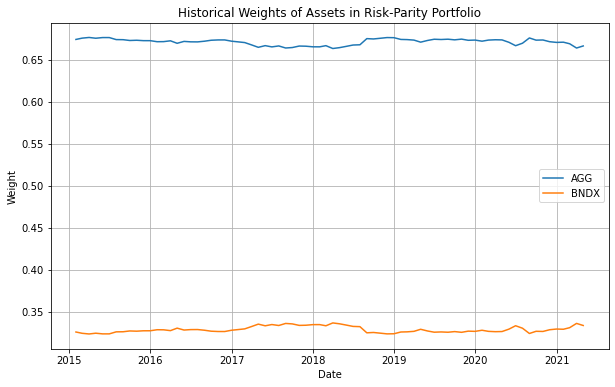 Historical Weights of Assets in Risk-Parity Portfolio
0.65
0.60
0.55
0.50
0.45
0.40
0.35
Weight
AGG
BNDX
2015 2016 2017 2018 2019 2020 2021
Date